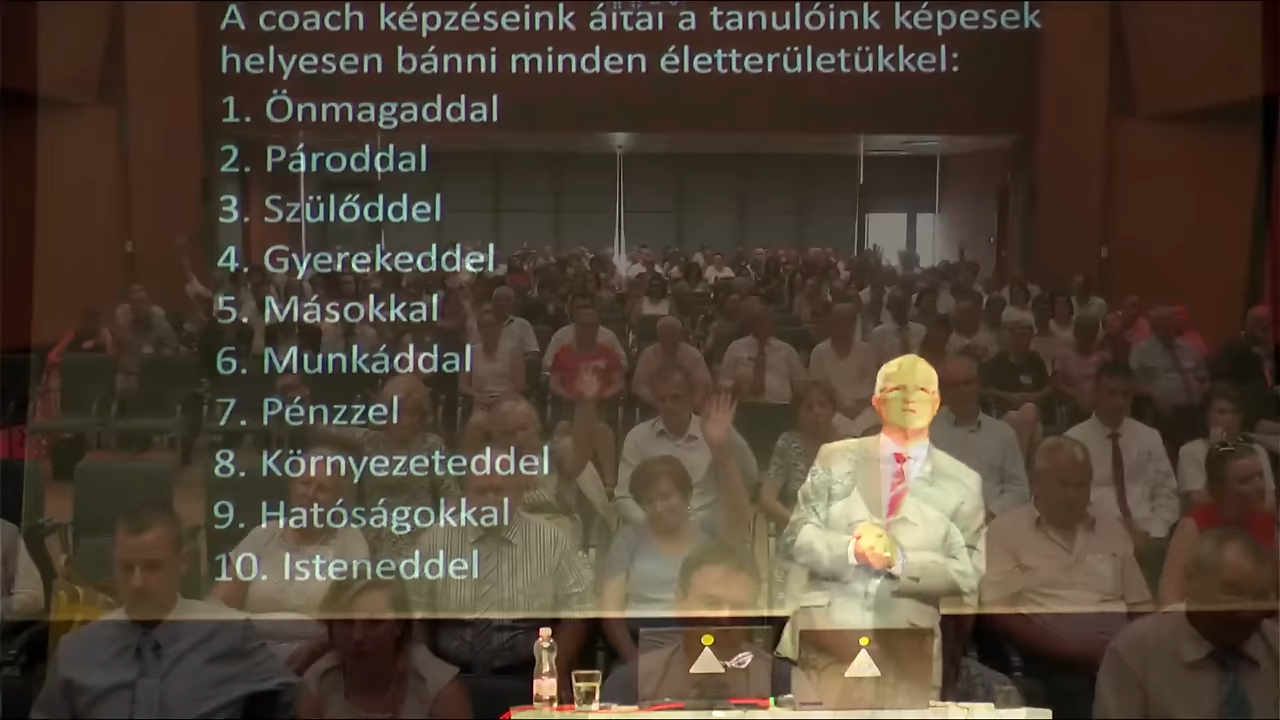 A coach képzéseink által a tanulóink képesek
helyesen bánni minden életterületükkel:
1. Önmagaddal
2. Pároddal
3. Szülőddel
4. Gyerekeddel
5. Másokkal
6. Munkáddal
7. Pénzzel
8. Környezeteddel
9. Hatóságokkal
10. Isteneddel